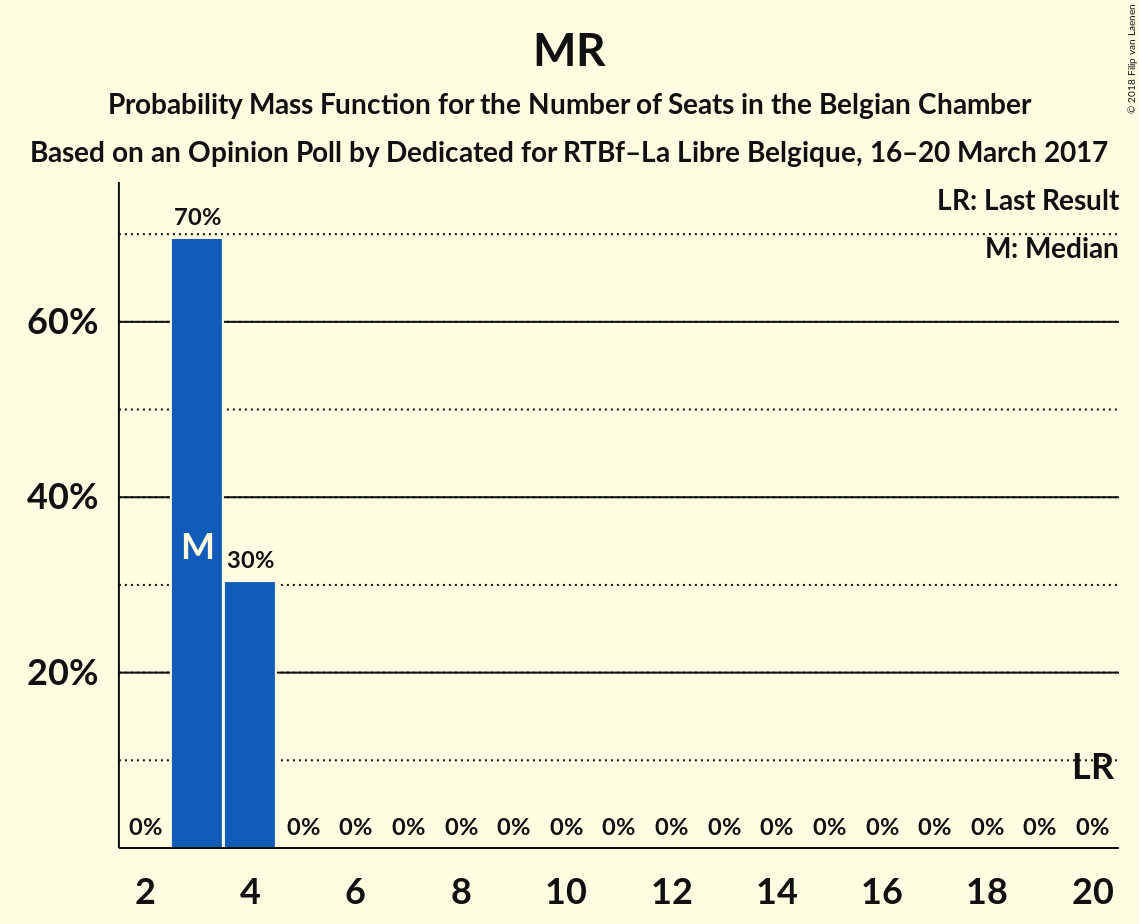 MR
Probability Mass Function for the Number of Seats in the Belgian Chamber
Based on an Opinion Poll by Dedicated for RTBf–La Libre Belgique, 16–20 March 2017
© 2018 Filip van Laenen
LR: Last Result
M: Median
70%
60%
40%
M
30%
20%
LR
0% 0% 0% 0% 0% 0% 0% 0% 0% 0% 0% 0% 0% 0% 0% 0% 0%
2 4 6 8 10 12 14 16 18 20